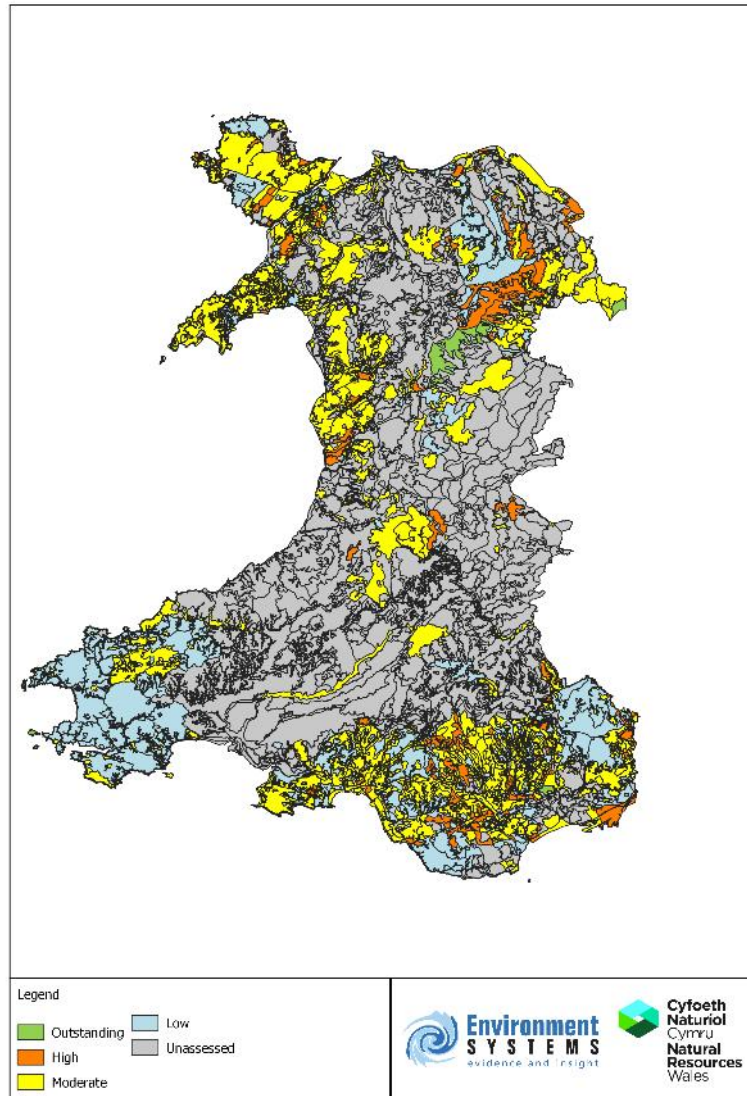 Legend
Outstanding
High
Moderate
Low
Unassessed
Environment
SYSTEMS
evidence and insight
Cyfoeth
Naturiol
Cymru
Natural
Resources
Wales